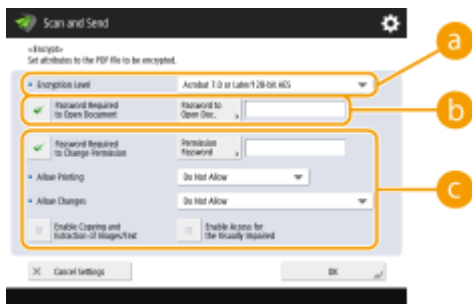 Scan and Send
<Encrypt>
Set attributes to the PDF file to be encrypted.
a
Encryption Level
Acrobat 7.0 or Later/128-bit AES
b
Password Required
to Open Document
Password to
Open Doc.
Password Required
to Change Permission
Permission
Password
Allow Printing
Do Not Allow
c
Allow Changes
Do Not Allow
Enable Copying and
Extraction of Images/Text
Enable Access for
the Visually Impaired
Cancel Settings
OK